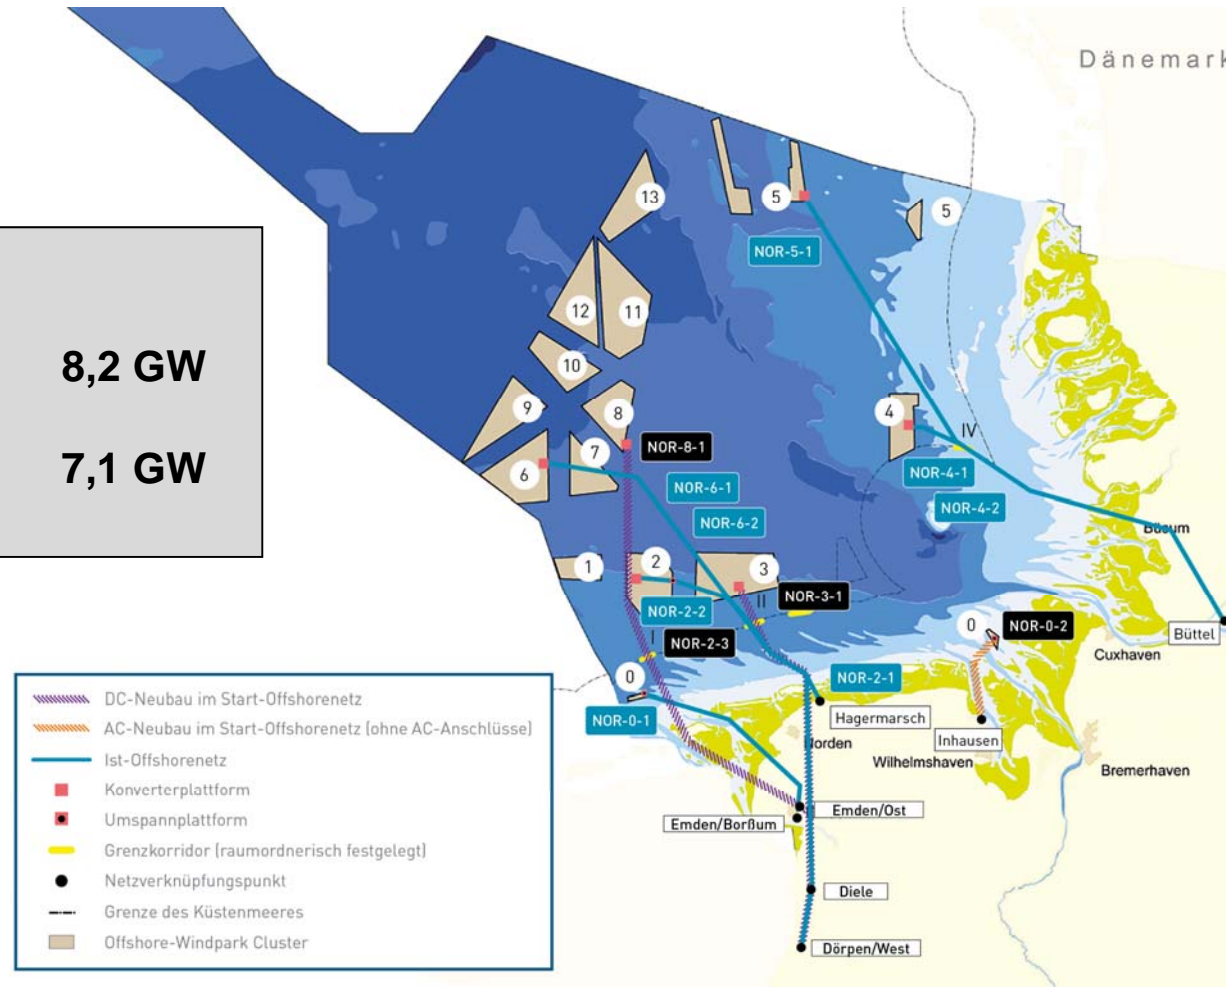 Dänemark
13
5
5
NOR-5-1
12
11
8,2 GW
10
9
8
4
IV
NOR-8-1
7
7,1 GW
6
NOR-4-1
NOR-6-1
NOR-4-2
NOR-6-2
Büsum
1
2
3
II
NOR-3-1
NOR-2-2
0
NOR-0-2
Büttel
I
NOR-2-3
Cuxhaven
0
NOR-2-1
NOR-0-1
Hagermarsch
Norden
Inhausen
Wilhelmshaven
Bremerhaven
Emden/Ost
Emden/Borßum
Diele
Dörpen/West
DC-Neubau im Start-Offshorenetz
AC-Neubau im Start-Offshorenetz (ohne AC-Anschlüsse)
Ist-Offshorenetz
Konverterplattform
Umspannplattform
Grenzkorridor (raumordnerisch festgelegt)
Netzverknüpfungspunkt
Grenze des Küstenmeeres
Offshore-Windpark Cluster